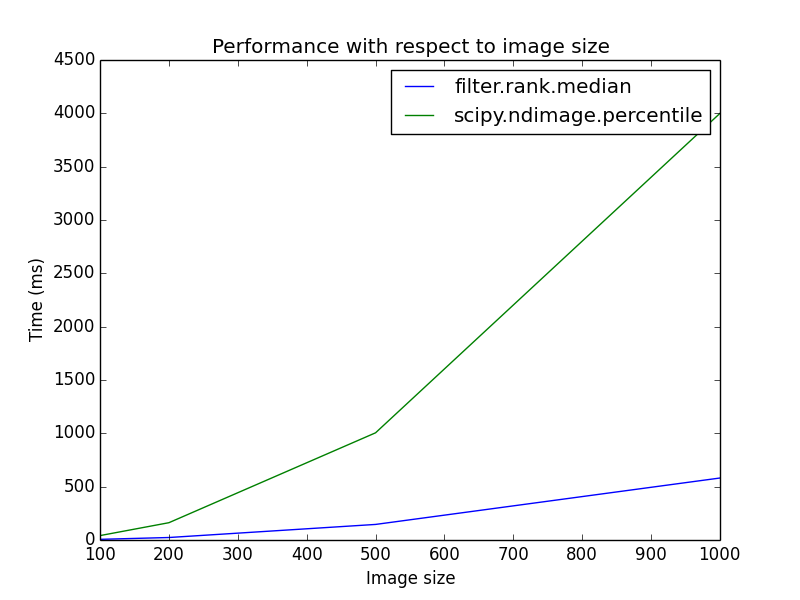 Performance with respect to image size
filter.rank.median
scipy.ndimage.percentile
4500
4000
3500
3000
2500
2000
1500
1000
500
0
Time (ms)
100 200 300 400 500 600 700 800 900 1000
Image size